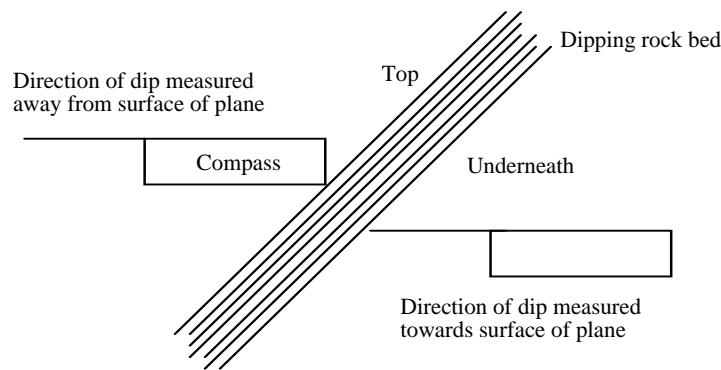 Dipping rock bed
Top
Direction of dip measured
away from surface of plane
Compass
Underneath
Direction of dip measured
towards surface of plane